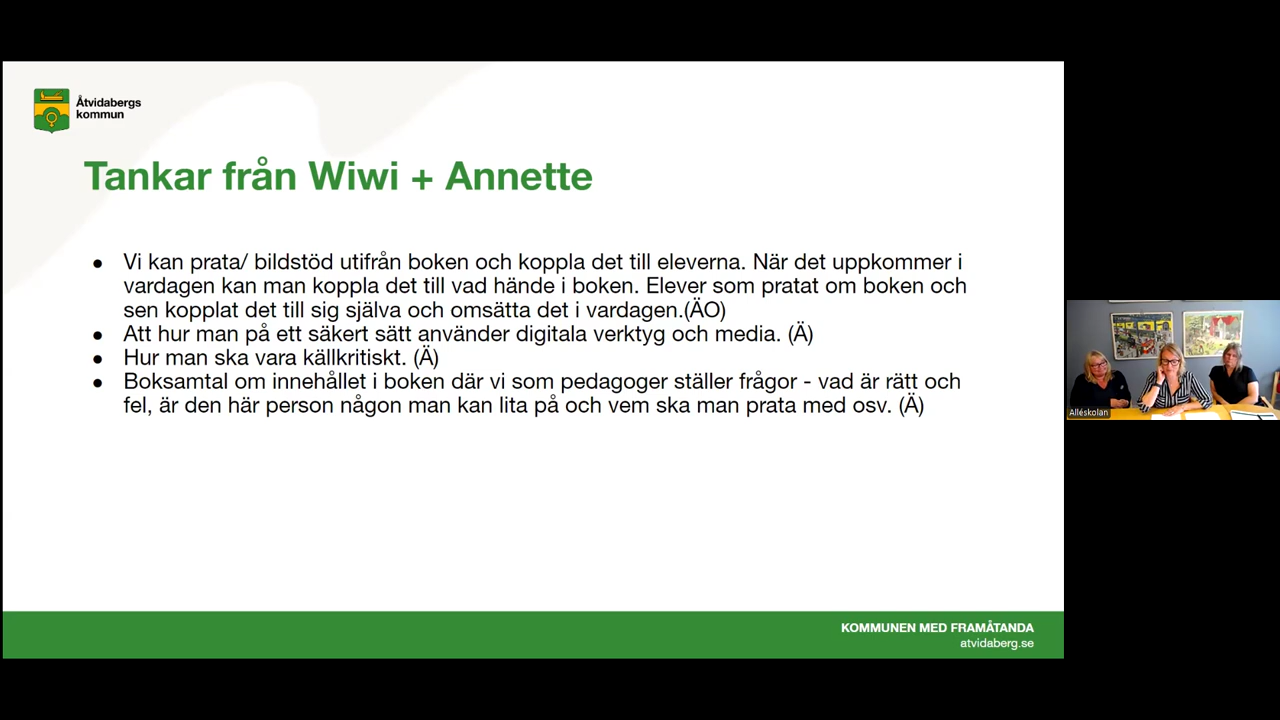 Åtvidabergs
kommun
Tankar från Wiwi + Annette
● Vi kan prata/ bildstöd utifrån boken och koppla det till eleverna. När det uppkommer i
vardagen kan man koppla det till vad hände i boken. Elever som pratat om boken och
sen kopplat det till sig själva och omsätta det i vardagen.(ÄO)
● Att hur man på ett säkert sätt använder digitala verktyg och media. (Ä)
● Hur man ska vara källkritiskt. (Ä)
● Boksamtal om innehållet i boken där vi som pedagoger ställer frågor - vad är rätt och
fel, är den här person någon man kan lita på och vem ska man prata med osv. (Ä)
Alléskolan
KOMMUNEN MED FRAMÅTANDA
atvidaberg.se